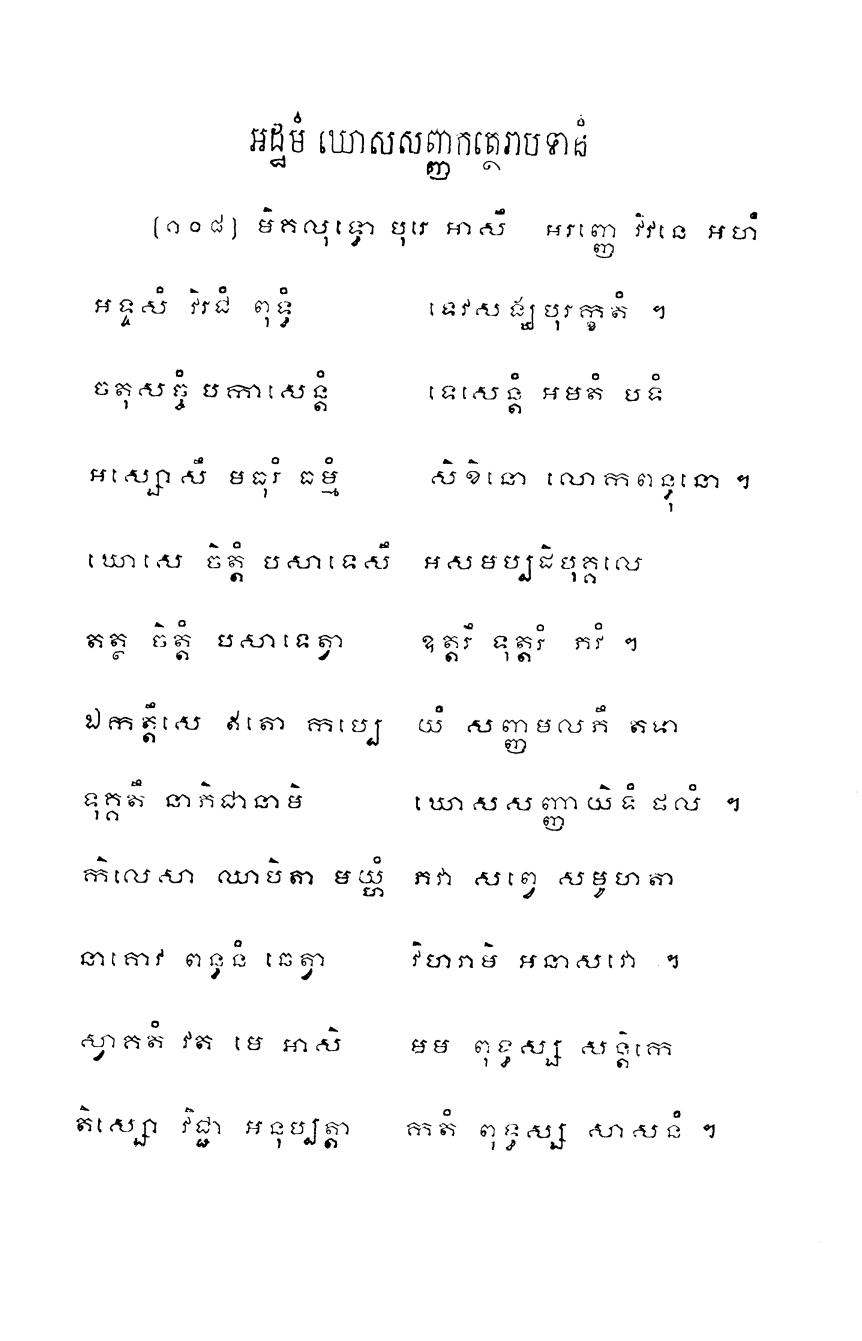 អដ្ឋមំ ឃោសសញ្ញកត្ថេរាបទានំ
[១០៨] មិគលុទ្ធោ បុរេ អាសឹ អរញ្ញេ វិវនេ អហំ
អទ្ទសំ វិរជំ ពុទ្ធំ ទេវសង្ឃបុរក្ខតំ ។
ចតុសច្ចំ បកាសេន្តំ ទេសេន្តំ អមតំ បទំ
អស្សោសឹ មធុរំ ធម្មំ សិខិនោ លោកពន្ធុនោ ។
ឃោសេ ចិត្តំ បសាទេសឹ អសមប្បដិបុគ្គលេ
តត្ថ ចិត្តំ បសាទេត្វា ឧត្តរឹ ទុត្តរំ ភវំ ។
ឯកត្តឹសេ ឥតោ កប្បេ យំ សញ្ញមលភឹ តទា
ទុគ្គតឹ នាភិជានាមិ ឃោសសញ្ញាយិទំ ផលំ ។
កិលេសា ឈាបិតា មយ្ហំ ភវា សព្វេ សមូហតា
នាគោវ ពន្ធនំ ឆេត្វា វិហរាមិ អនាសវោ ។
ស្វាគតំ វត មេ អាសិ មម ពុទ្ធស្ស សន្តិកេ
តិស្សោ វិជ្ជា អនុប្បត្តា កតំ ពុទ្ធស្ស សាសនំ ។